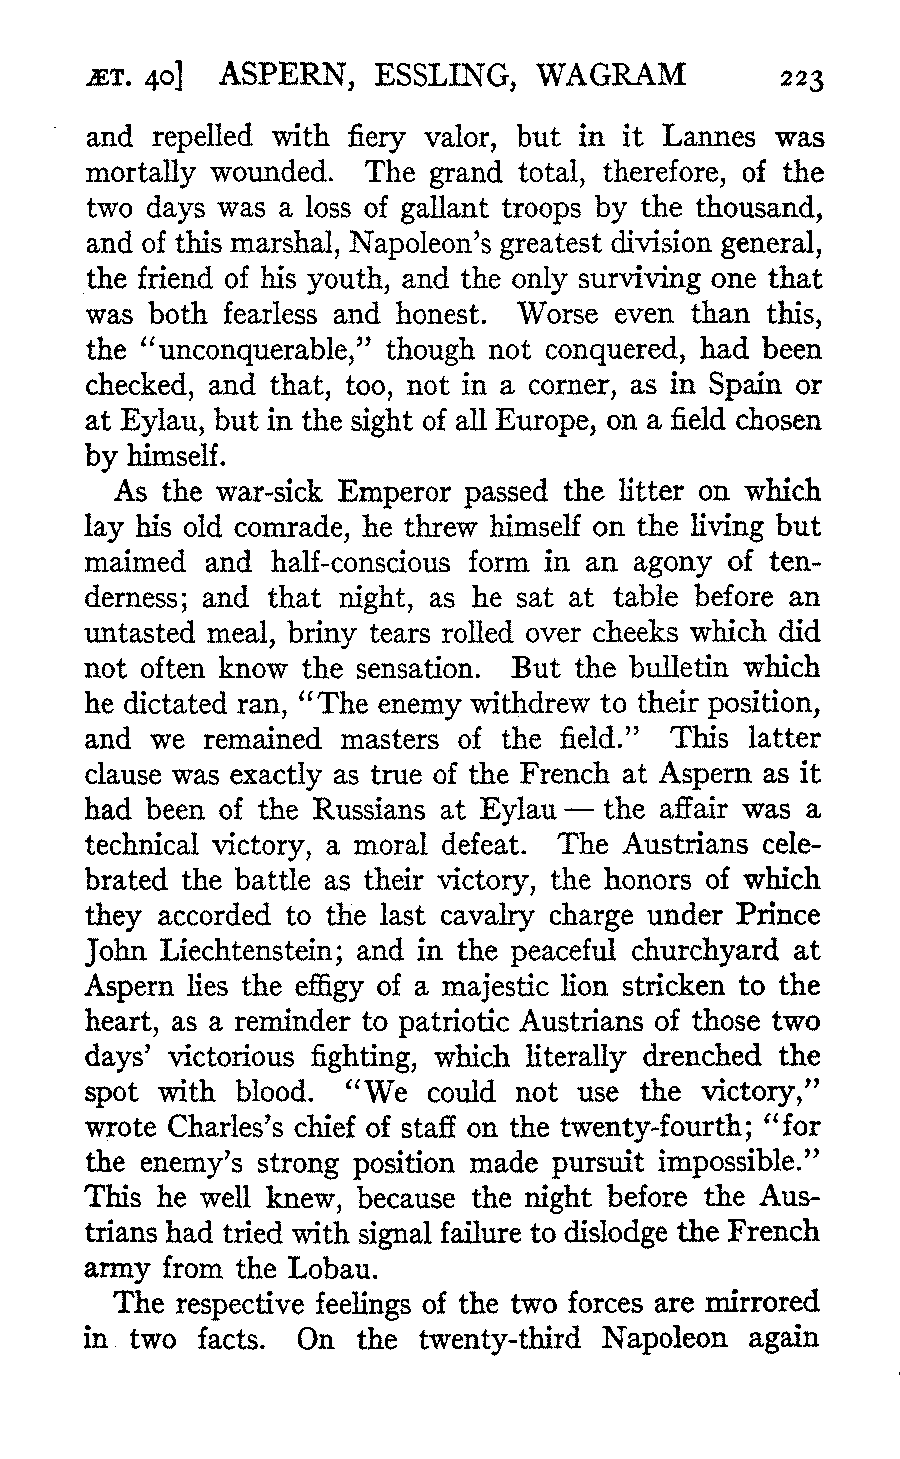 ÆT. 40] ASPERN, ESSLING, WAGRAM 223
and repelled with fiery valor, but in it Lannes was
mortally wounded. The grand total, therefore, of the
two days was a loss of gallant troops by the thousand,
and of this marshal, Napoleon's greatest division general,
the friend of his youth, and the only surviving one that
was both fearless and honest. Worse even than this,
the "unconquerable," though not conquered, had been
checked, and that, too, not in a corner, as in Spain or
at Eylau, but in the sight of all Europe, on a field chosen
by himself.
As the war-sick Emperor passed the litter on which
lay his old comrade, he threw himself on the living but
maimed and half-conscious form in an agony of ten-
derness; and that night, as he sat at table before an
untasted meal, briny tears rolled over cheeks which did
not often know the sensation. But the bulletin which
he dictated ran, "The enemy withdrew to their position,
and we remained masters of the field." This latter
clause was exactly as true of the French at Aspern as it
had been of the Russians at Eylau — the affair was a
technical victory, a moral defeat. The Austrians cele-
brated the battle as their victory, the honors of which
they accorded to the last cavalry charge under Prince
John Liechtenstein; and in the peaceful churchyard at
Aspern lies the effigy of a majestic lion stricken to the
heart, as a reminder to patriotic Austrians of those two
days' victorious fighting, which literally drenched the
spot with blood. "We could not use the victory,"
wrote Charles's chief of staff on the twenty-fourth; "for
the enemy's strong position made pursuit impossible."
This he well knew, because the night before the Aus-
trians had tried with signal failure to dislodge the French
army from the Lobau.
The respective feelings of the two forces are mirrored
in two facts. On the twenty-third Napoleon again